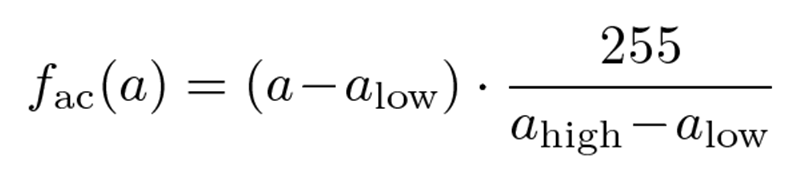 f_ac(a) = (a − a_low) · 255 / (a_high − a_low)